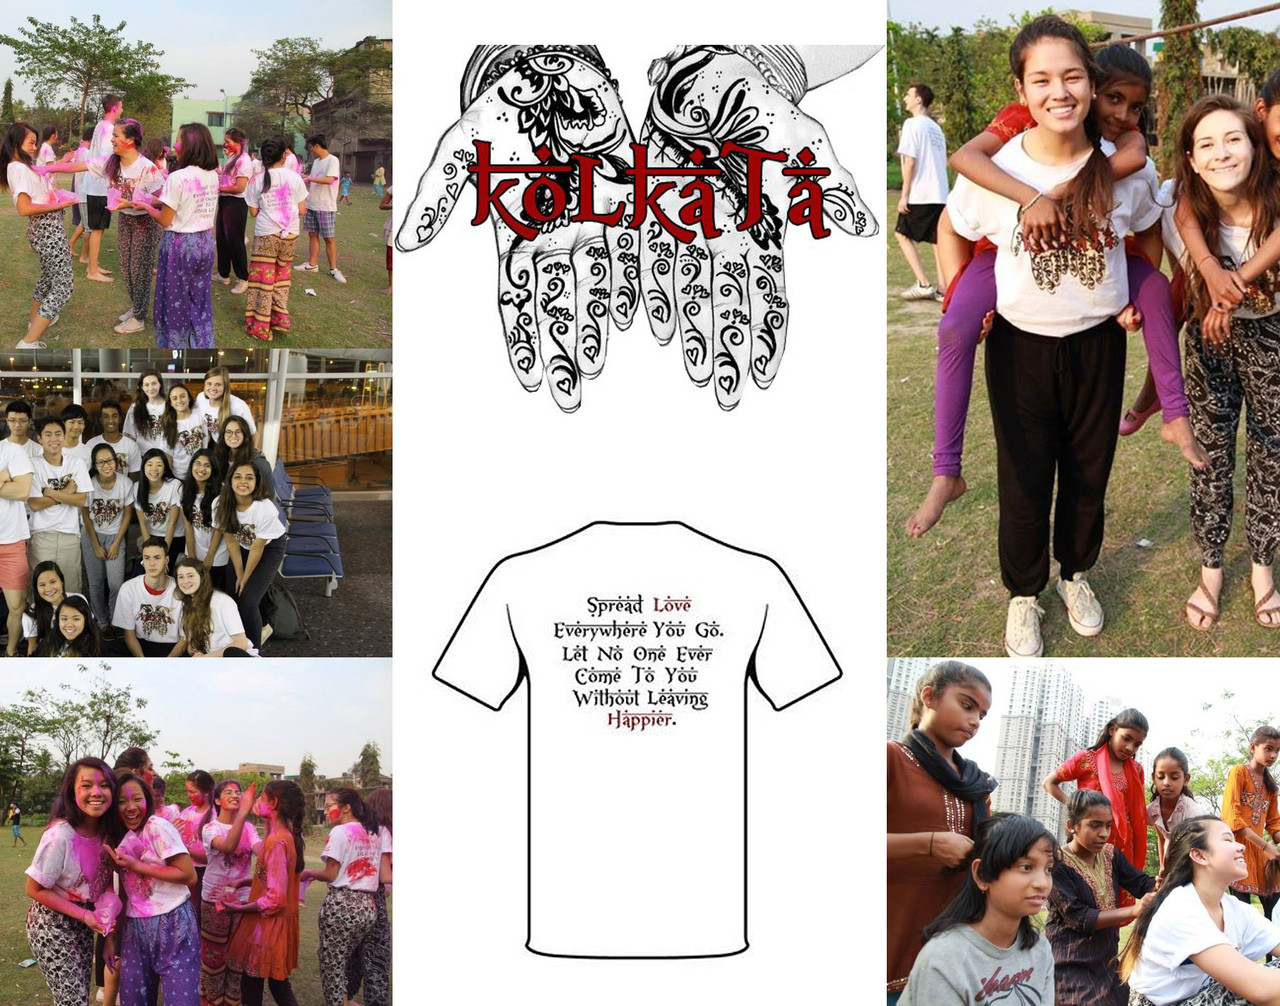 kolkata
Spread Love
Everywhere You Go.
Let No One Ever
Come To You
Without Leaving
Happier.